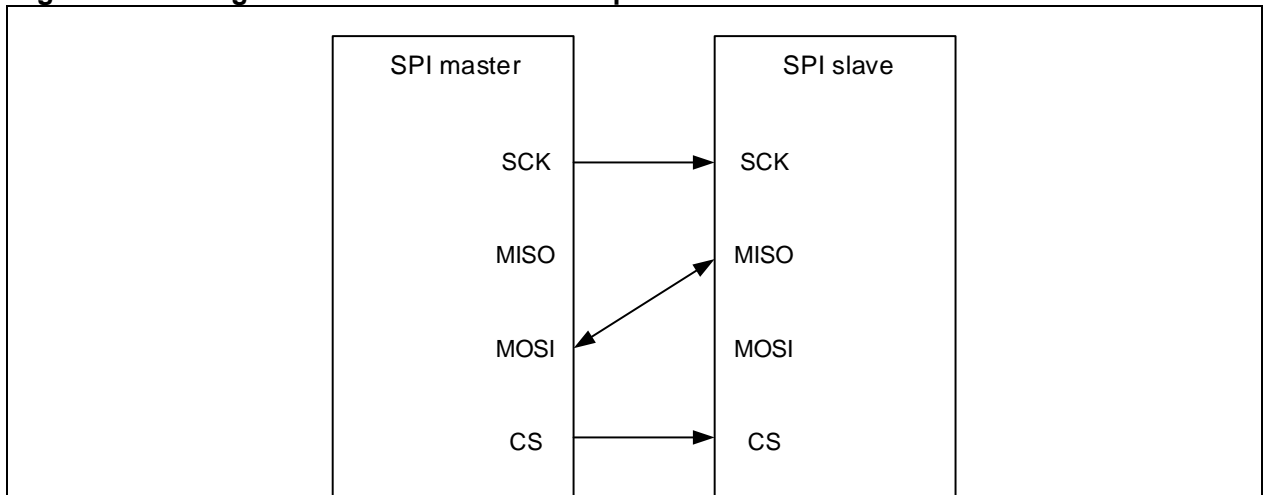 SPI master SPI slave
SCK SCK
MISO MISO
MOSI MOSI
CS CS